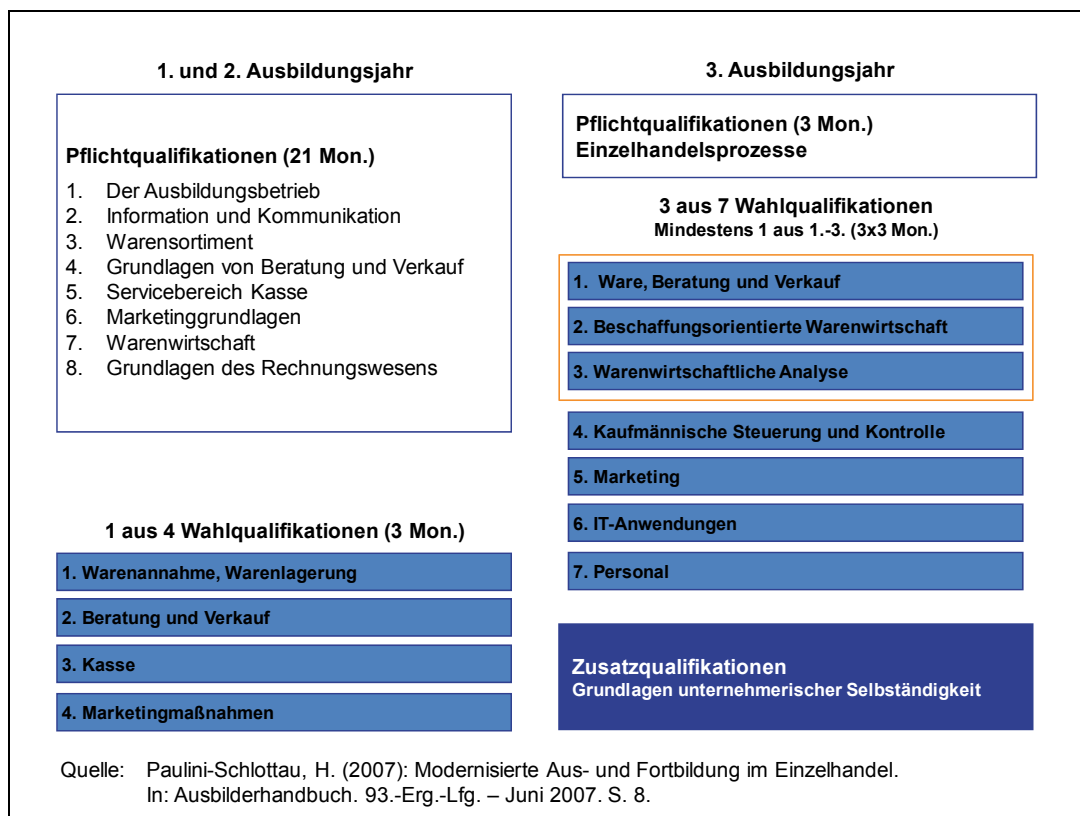 1. und 2. Ausbildungsjahr
Pflichtqualifikationen (21 Mon.)
1. Der Ausbildungsbetrieb
2. Information und Kommunikation
3. Warensortiment
4. Grundlagen von Beratung und Verkauf
5. Servicebereich Kasse
6. Marketinggrundlagen
7. Warenwirtschaft
8. Grundlagen des Rechnungswesens
1 aus 4 Wahlqualifikationen (3 Mon.)
1. Warenannahme, Warenlagerung
2. Beratung und Verkauf
3. Kasse
4. Marketingmaßnahmen
3. Ausbildungsjahr
Pflichtqualifikationen (3 Mon.)
Einzelhandelsprozesse
3 aus 7 Wahlqualifikationen
Mindestens 1 aus 1.-3. (3x3 Mon.)
1. Ware, Beratung und Verkauf
2. Beschaffungsorientierte Warenwirtschaft
3. Warenwirtschaftliche Analyse
4. Kaufmännische Steuerung und Kontrolle
5. Marketing
6. IT-Anwendungen
7. Personal
Zusatzqualifikationen
Grundlagen unternehmerischer Selbständigkeit
Quelle: Paulini-Schlottau, H. (2007): Modernisierte Aus- und Fortbildung im Einzelhandel.
In: Ausbilderhandbuch. 93.-Erg.-Lfg. – Juni 2007. S. 8.